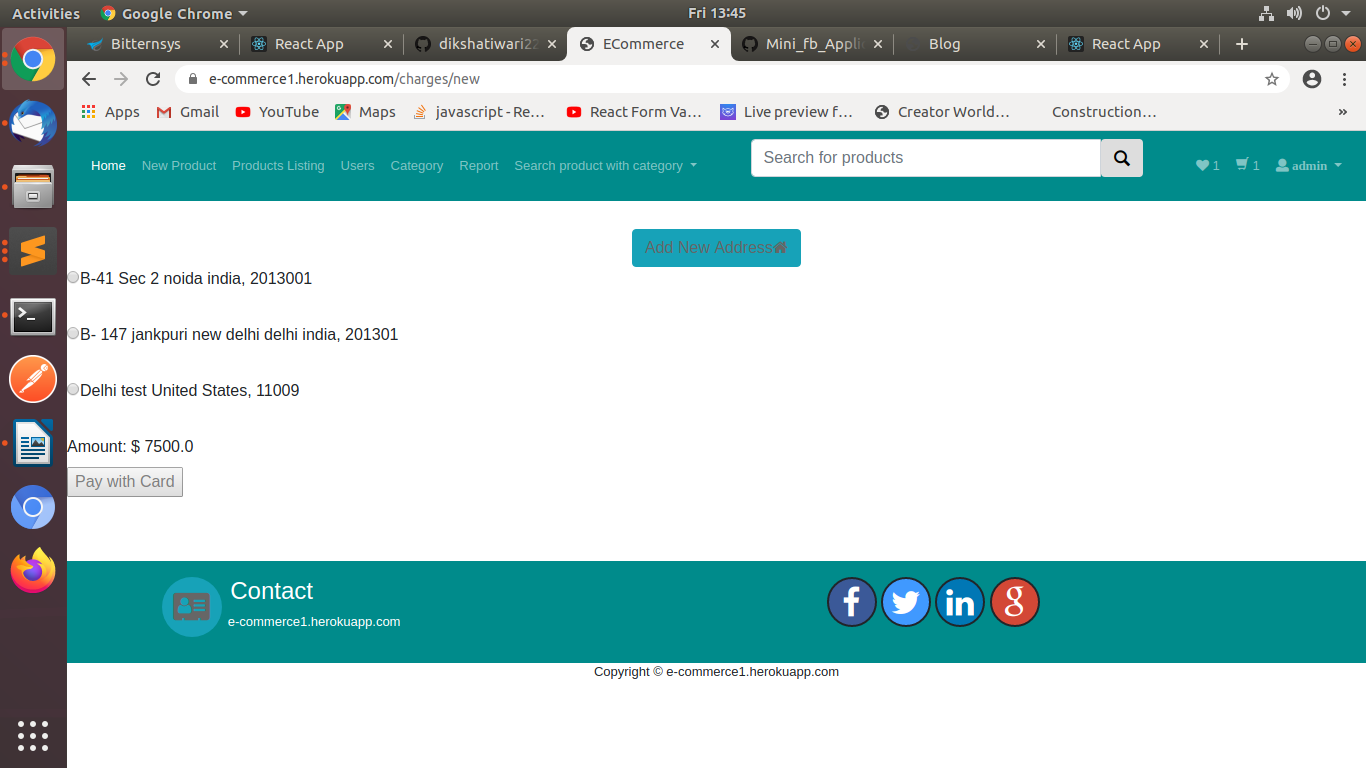 Activities Google Chrome Fri 13:45
Bitternsys React App dikshatiwari22 ECommerce Mini_fb_Appli Blog React App
e-commerce1.herokuapp.com/charges/new
Apps Gmail YouTube Maps javascript - Re… React Form Va… Live preview f… Creator World… Construction… »
Home New Product Products Listing Users Category Report Search product with category Search for products 1 1 admin
Add New Address
B-41 Sec 2 noida india, 2013001
B- 147 jankpuri new delhi delhi india, 201301
Delhi test United States, 11009
Amount: $ 7500.0
Pay with Card
Contact
e-commerce1.herokuapp.com
Copyright © e-commerce1.herokuapp.com